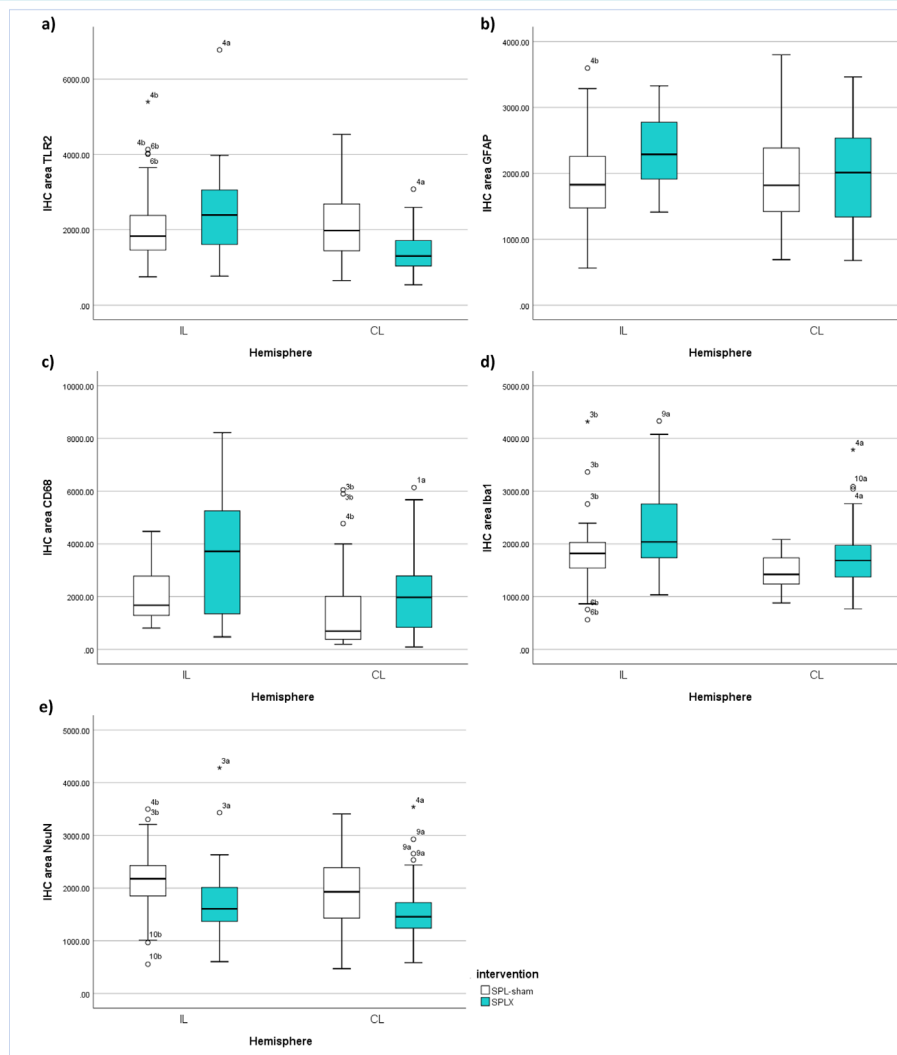 a)
IHC area TLR2
6000.00
4000.00
2000.00
.00
4a
4b
4b
6b
6b
4a
IL
CL
Hemisphere
b)
IHC area GFAP
4000.00
3000.00
2000.00
1000.00
.00
4b
IL
CL
Hemisphere
c)
IHC area CD68
10000.00
8000.00
6000.00
4000.00
2000.00
.00
3b
3b
4b
1a
IL
CL
Hemisphere
d)
IHC area Iba1
5000.00
4000.00
3000.00
2000.00
1000.00
.00
3b
3b
3b
6b
6b
9a
4a
10a
4a
IL
CL
Hemisphere
e)
IHC area NeuN
5000.00
4000.00
3000.00
2000.00
1000.00
.00
4b
3b
10b
10b
3a
3a
4a
9a
9a
9a
IL
CL
Hemisphere
intervention
SPL-sham
SPLX